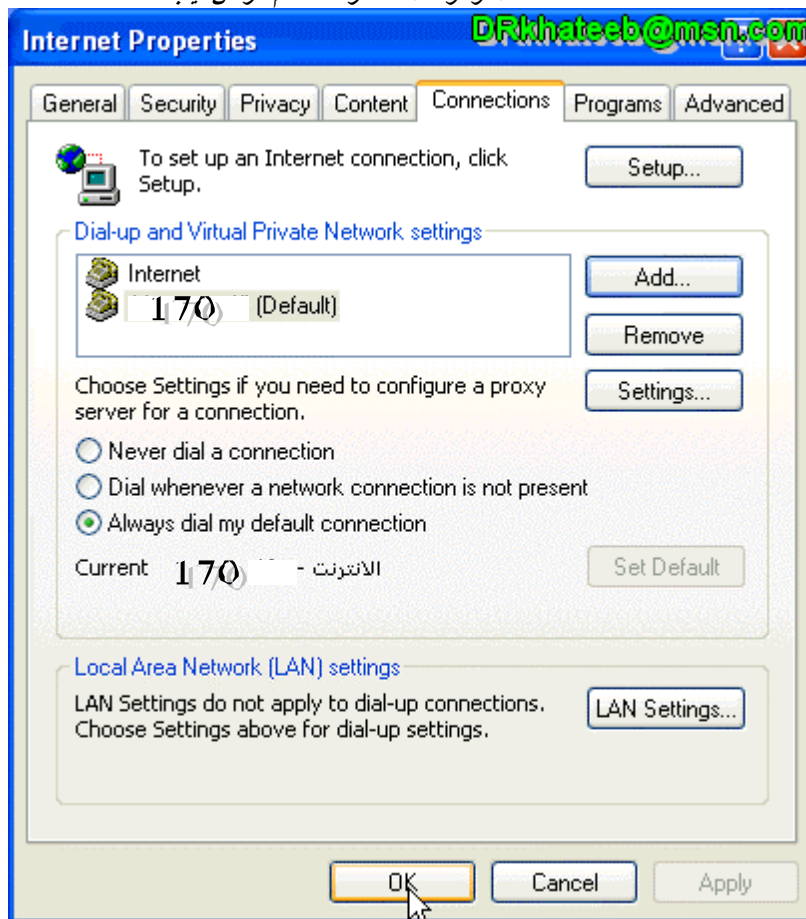 DRkhateeb@msn.com
Internet Properties
General Security Privacy Content Connections Programs Advanced
To set up an Internet connection, click
Setup.
Setup...
Dial-up and Virtual Private Network settings
Internet
170 (Default)
Add...
Remove
Choose Settings if you need to configure a proxy
server for a connection.
Settings...
Never dial a connection
Dial whenever a network connection is not present
Always dial my default connection
Current 170 - الانترنت
Set Default
Local Area Network (LAN) settings
LAN Settings do not apply to dial-up connections.
Choose Settings above for dial-up settings.
LAN Settings...
OK Cancel Apply